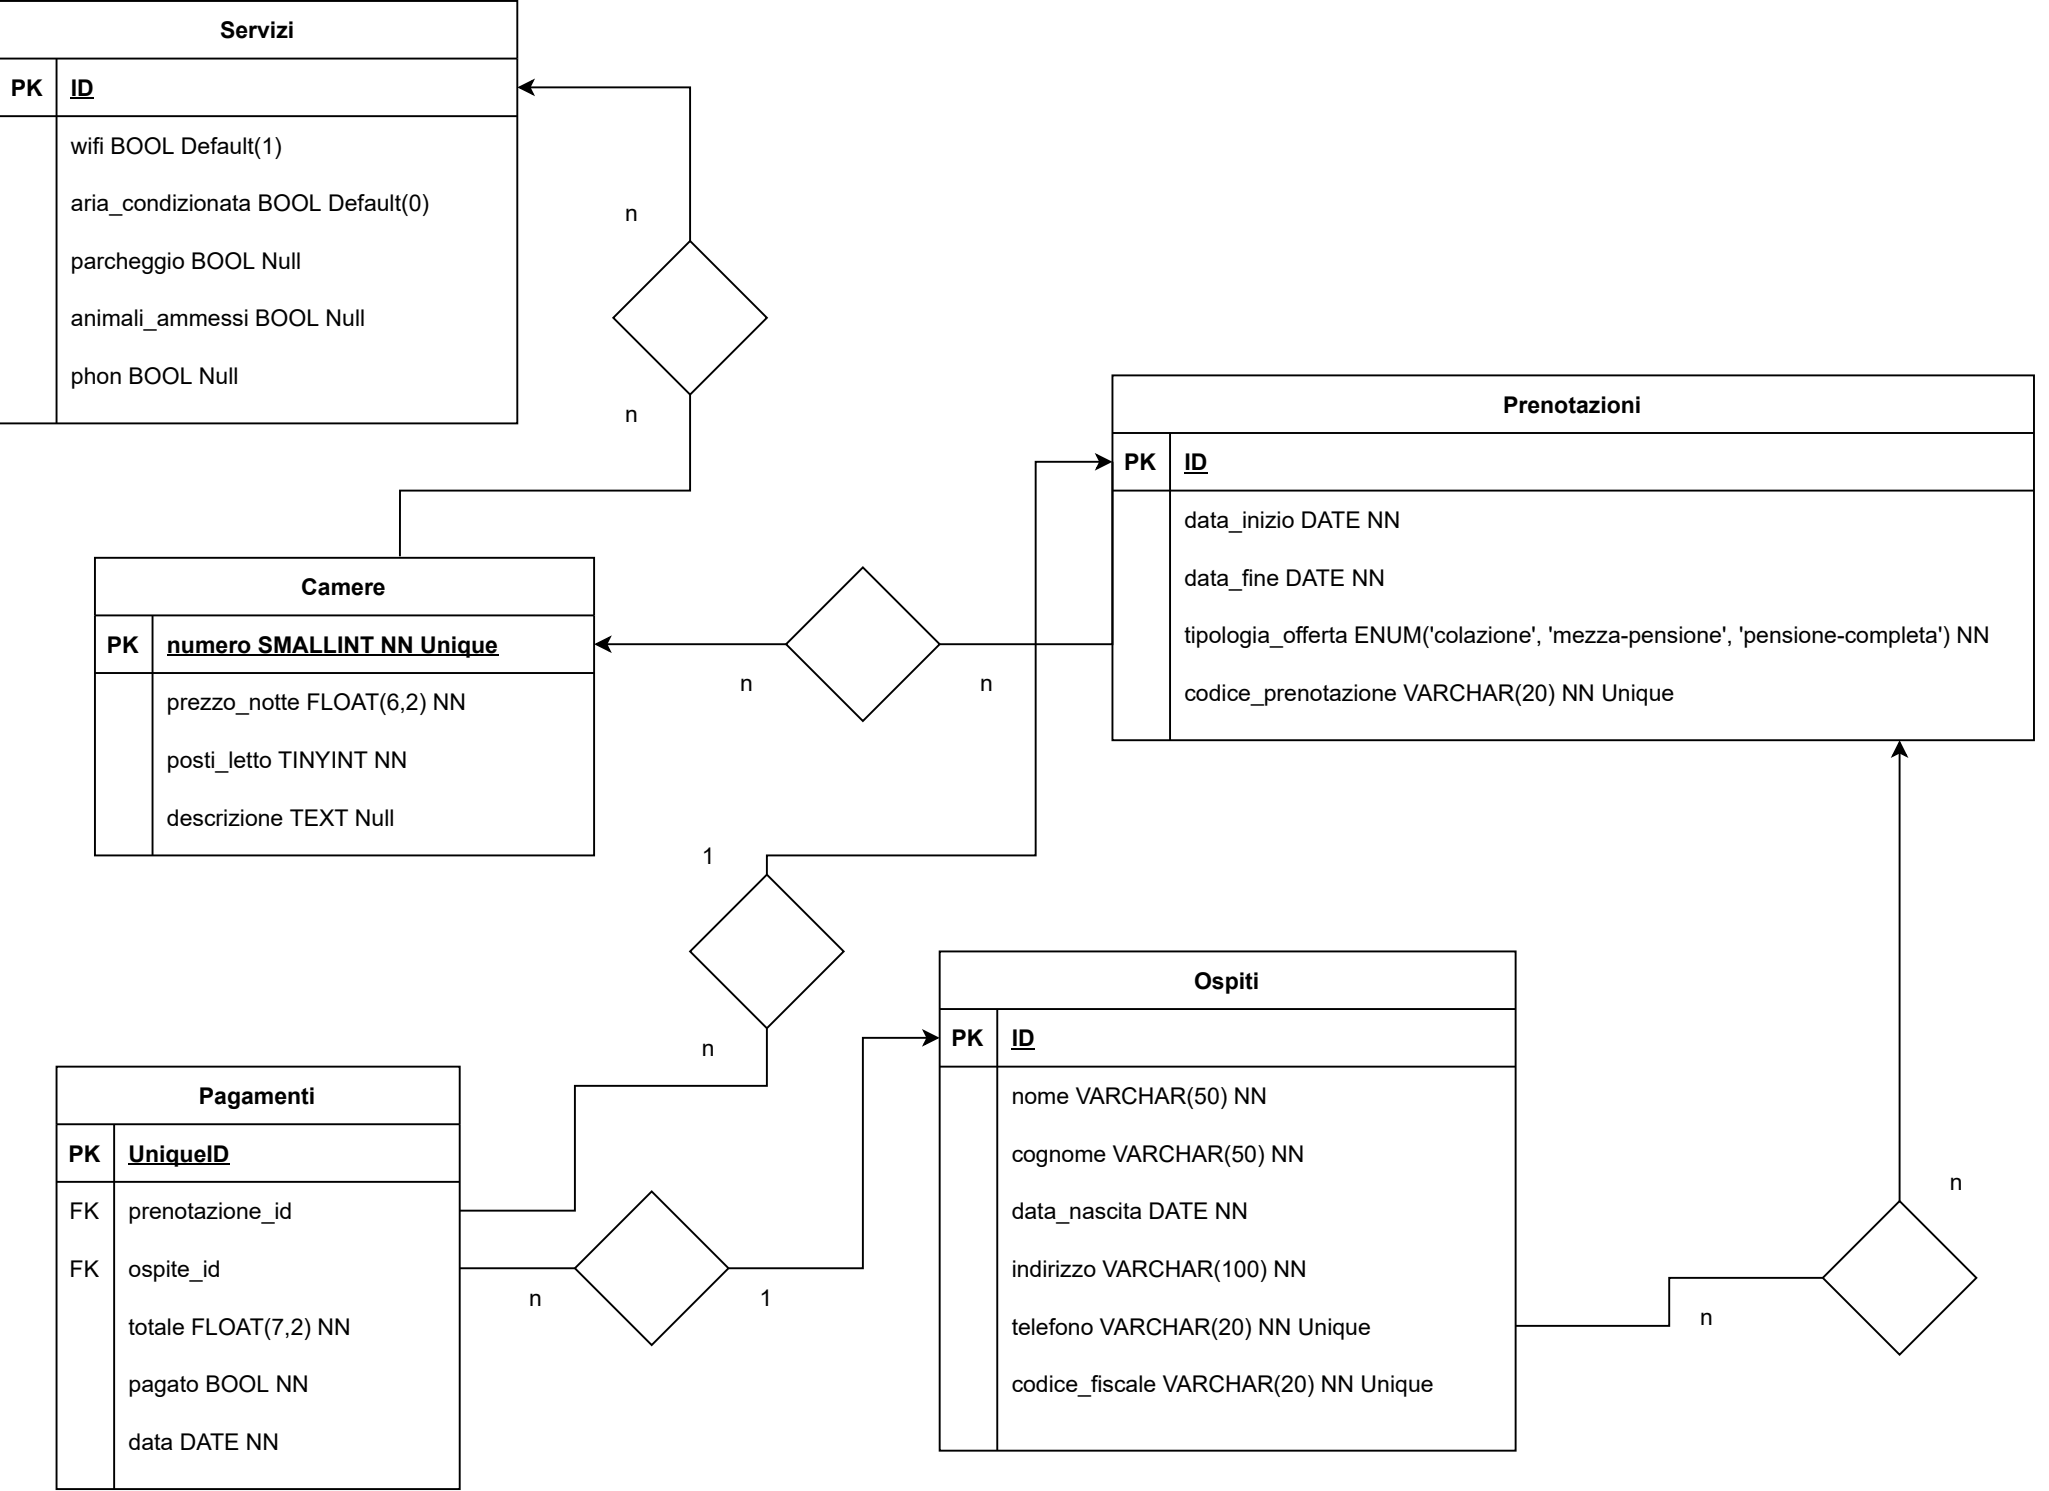 Servizi
PK ID
wifi BOOL Default(1)
aria_condizionata BOOL Default(0)
parcheggio BOOL Null
animali_ammessi BOOL Null
phon BOOL Null
n
n
Prenotazioni
PK ID
data_inizio DATE NN
data_fine DATE NN
tipologia_offerta ENUM('colazione', 'mezza-pensione', 'pensione-completa') NN
codice_prenotazione VARCHAR(20) NN Unique
Camere
PK numero SMALLINT NN Unique
prezzo_notte FLOAT(6,2) NN
posti_letto TINYINT NN
descrizione TEXT Null
n
n
1
n
Ospiti
PK ID
nome VARCHAR(50) NN
cognome VARCHAR(50) NN
data_nascita DATE NN
indirizzo VARCHAR(100) NN
telefono VARCHAR(20) NN Unique
codice_fiscale VARCHAR(20) NN Unique
n
n
Pagamenti
PK UniqueID
FK prenotazione_id
FK ospite_id
totale FLOAT(7,2) NN
pagato BOOL NN
data DATE NN
n
1